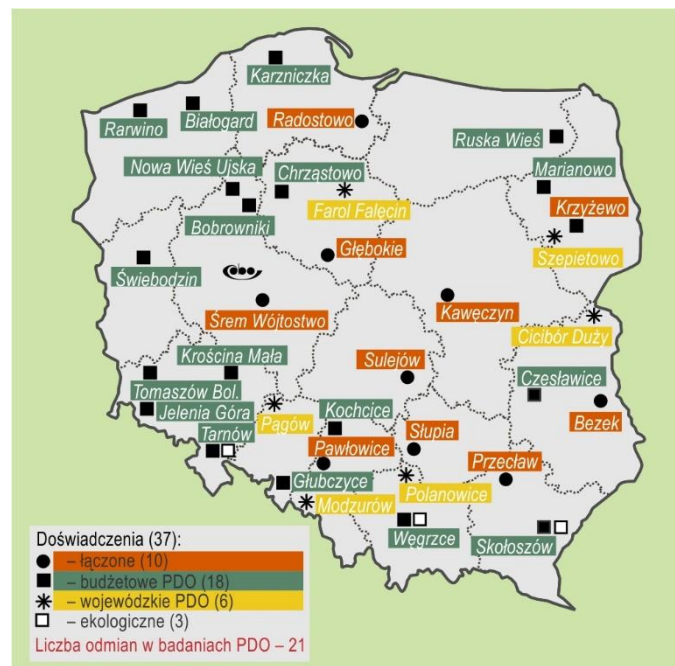 Karzniczka
Rarwino
Białogard
Radostowo
Ruska Wieś
Nowa Wieś Ujska
Chrząstowo
Marianowo
Farol Falęcin
Krzyżewo
Bobrowniki
Głębokie
Szepietowo
Świebodzin
Śrem Wójtostwo
Kawęczyn
Cicibór Duży
Krościna Mała
Sulejów
Tomaszów Bol.
Czesławice
Jelenia Góra
Pągów
Kochcice
Bezek
Tarnów
Słupia
Pawłowice
Przecław
Głubczyce
Polanowice
Modzurów
Węgrzce
Skołoszów
Doświadczenia (37):
– łączone (10)
– budżetowe PDO (18)
– wojewódzkie PDO (6)
– ekologiczne (3)
Liczba odmian w badaniach PDO – 21